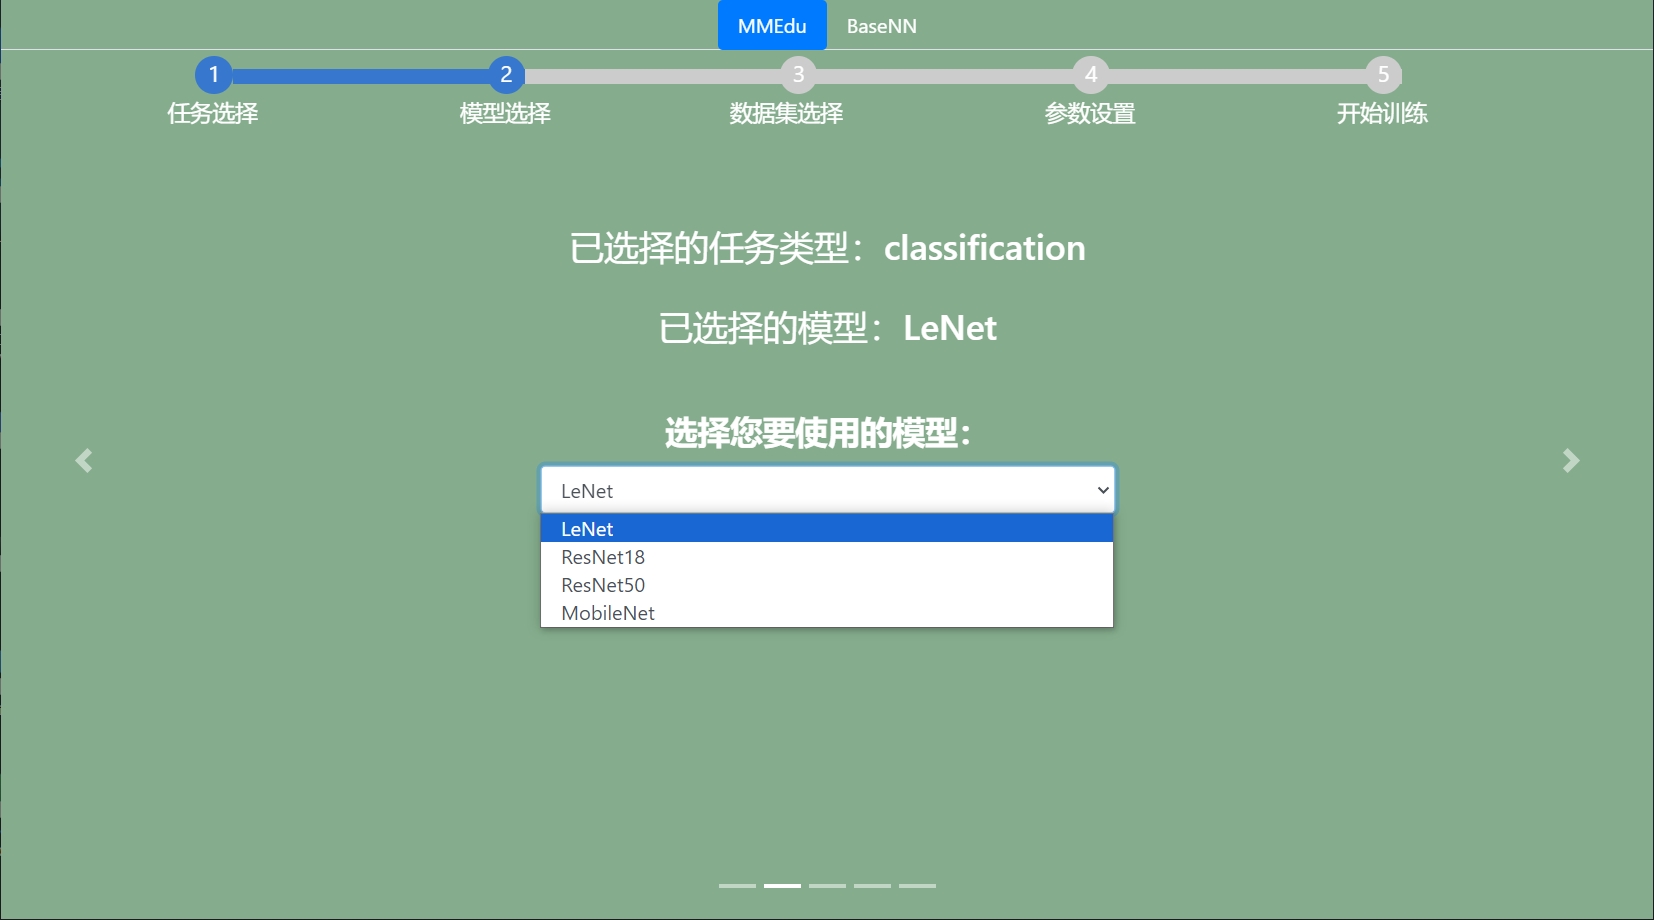 MMEdu BaseNN
1 2 3 4 5
任务选择 模型选择 数据集选择 参数设置 开始训练
已选择的任务类型：classification
已选择的模型：LeNet
选择您要使用的模型：
LeNet
LeNet
ResNet18
ResNet50
MobileNet